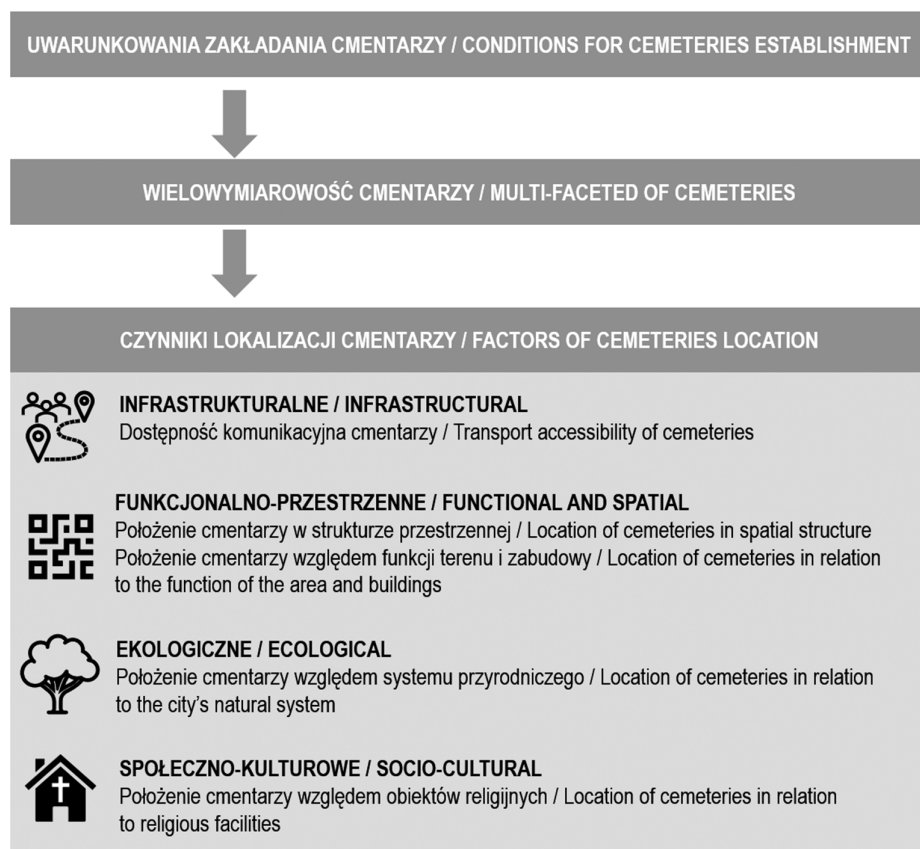 UWARUNKOWANIA ZAKŁADANIA CMENTARZY / CONDITIONS FOR CEMETERIES ESTABLISHMENT
WIELOWYMIAROWOŚĆ CMENTARZY / MULTI-FACETED OF CEMETERIES
CZYNNIKI LOKALIZACJI CMENTARZY / FACTORS OF CEMETERIES LOCATION
INFRASTRUKTURALNE / INFRASTRUCTURAL
Dostępność komunikacyjna cmentarzy / Transport accessibility of cemeteries
FUNKCJONALNO-PRZESTRZENNE / FUNCTIONAL AND SPATIAL
Położenie cmentarzy w strukturze przestrzennej / Location of cemeteries in spatial structure
Położenie cmentarzy względem funkcji terenu i zabudowy / Location of cemeteries in relation
to the function of the area and buildings
EKOLOGICZNE / ECOLOGICAL
Położenie cmentarzy względem systemu przyrodniczego / Location of cemeteries in relation
to the city's natural system
SPOŁECZNO-KULTUROWE / SOCIO-CULTURAL
Położenie cmentarzy względem obiektów religijnych / Location of cemeteries in relation
to religious facilities